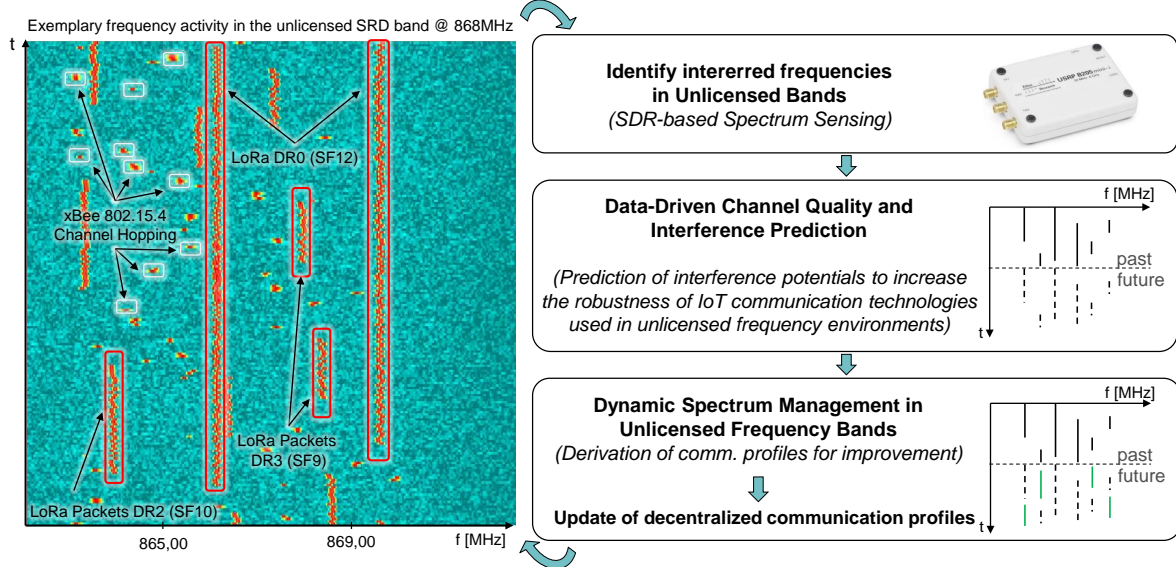 Exemplary frequency activity in the unlicensed SRD band @ 868MHz
t
LoRa DR0 (SF12)
xBee 802.15.4
Channel Hopping
LoRa Packets
DR3 (SF9)
LoRa Packets DR2 (SF10)
865,00
869,00
f [MHz]
Identify intererred frequencies
in Unlicensed Bands
(SDR-based Spectrum Sensing)
USRP B205mini-i
Data-Driven Channel Quality and
Interference Prediction
(Prediction of interference potentials to increase
the robustness of IoT communication technologies
used in unlicensed frequency environments)
f [MHz]
past
future
t
Dynamic Spectrum Management in
Unlicensed Frequency Bands
(Derivation of comm. profiles for improvement)
Update of decentralized communication profiles
f [MHz]
past
future
t